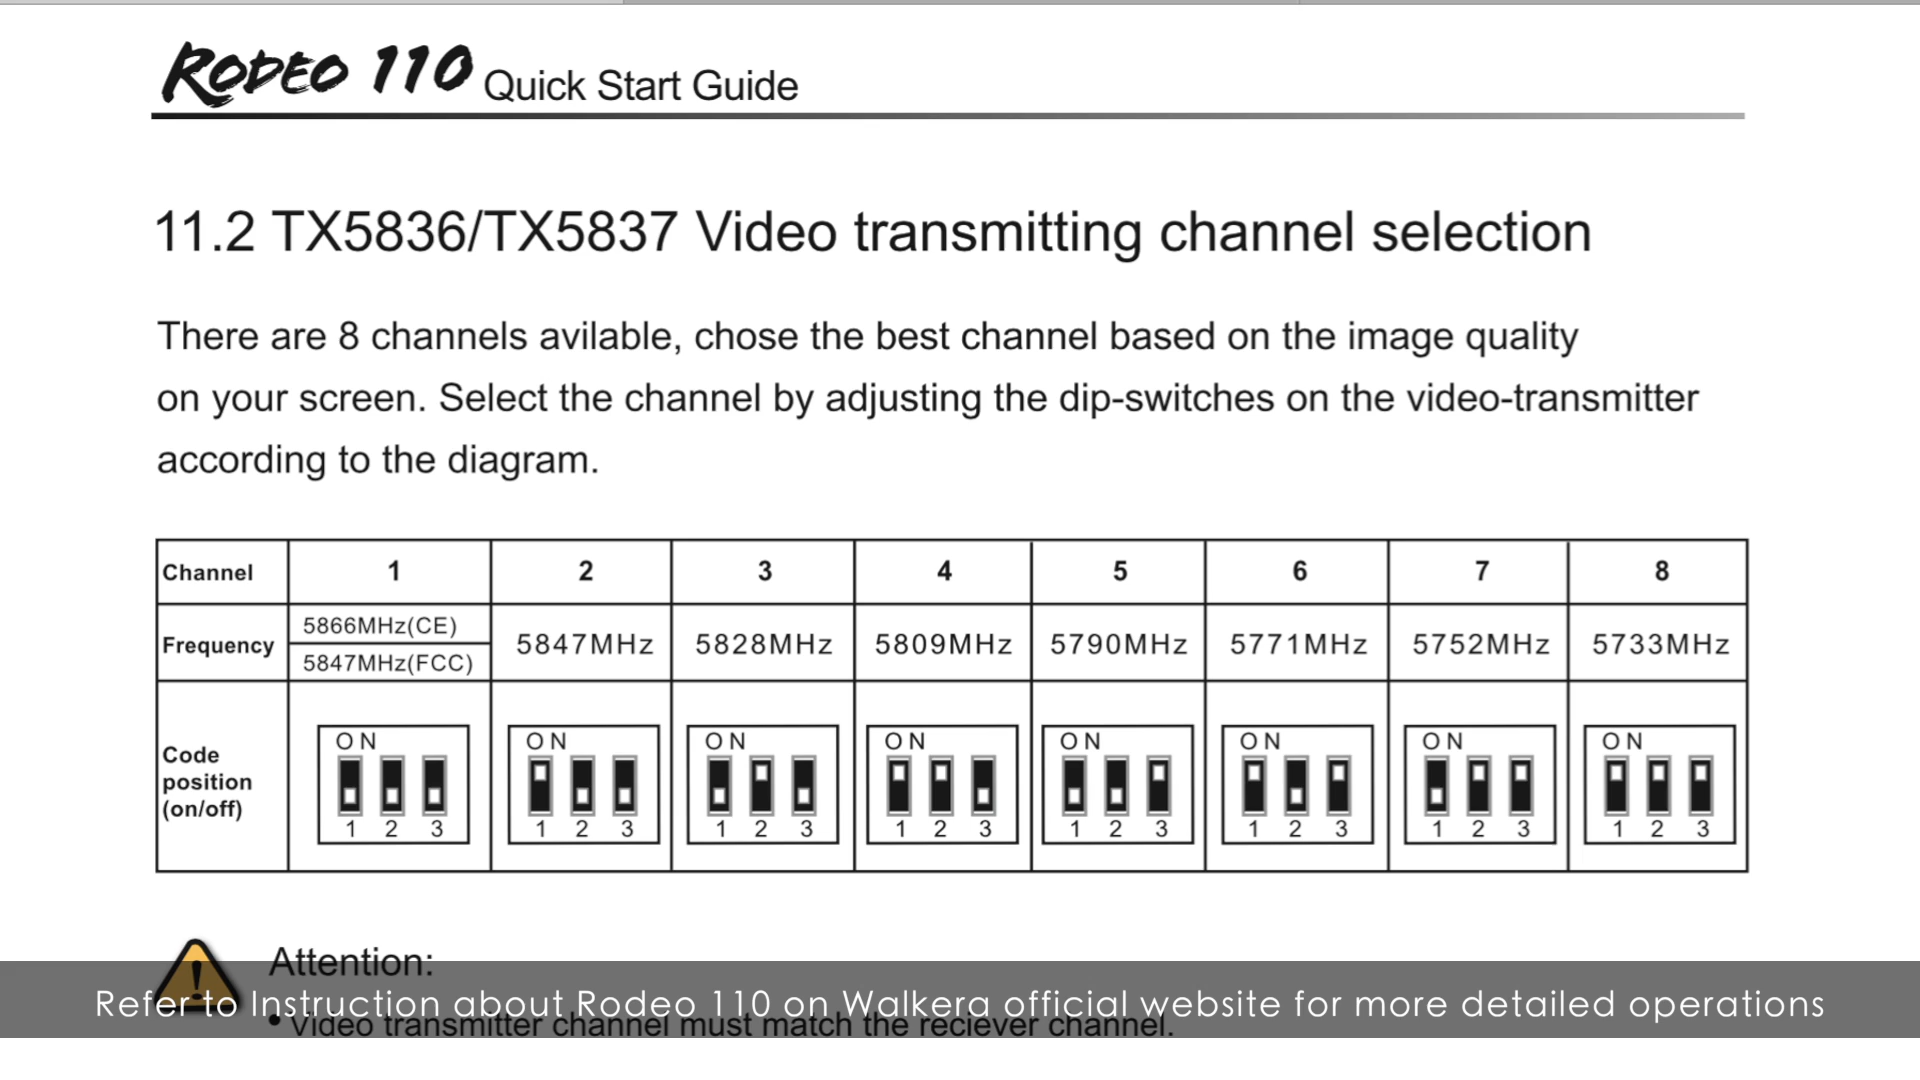 RODEO 110 Quick Start Guide
11.2 TX5836/TX5837 Video transmitting channel selection
There are 8 channels avilable, chose the best channel based on the image quality
on your screen. Select the channel by adjusting the dip-switches on the video-transmitter
according to the diagram.
Channel 1 2 3 4 5 6 7 8
Frequency 5866MHz(CE) 5847MHz(FCC) 5847MHz 5828MHz 5809MHz 5790MHz 5771MHz 5752MHz 5733MHz
Code position (on/off)
ON ON ON ON ON ON ON ON
1 2 3 1 2 3 1 2 3 1 2 3 1 2 3 1 2 3 1 2 3 1 2 3
Attention:
Refer to Instruction about Rodeo 110 on Walkera official website for more detailed operations
• Video transmitter channel must match the reciever channel.